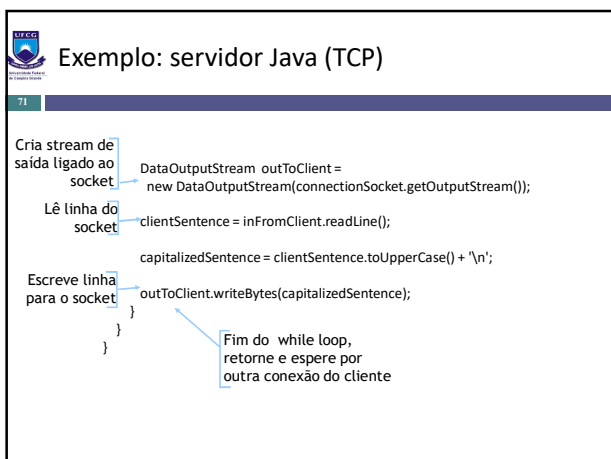 UFCG
Universidade Federal
de Campina Grande
Exemplo: servidor Java (TCP)
71
Cria stream de
saída ligado ao
socket
DataOutputStream outToClient =
new DataOutputStream(connectionSocket.getOutputStream());
Lê linha do
socket
clientSentence = inFromClient.readLine();
capitalizedSentence = clientSentence.toUpperCase() + '\n';
Escreve linha
para o socket
outToClient.writeBytes(capitalizedSentence);
}
}
}
Fim do while loop,
retorne e espere por
outra conexão do cliente